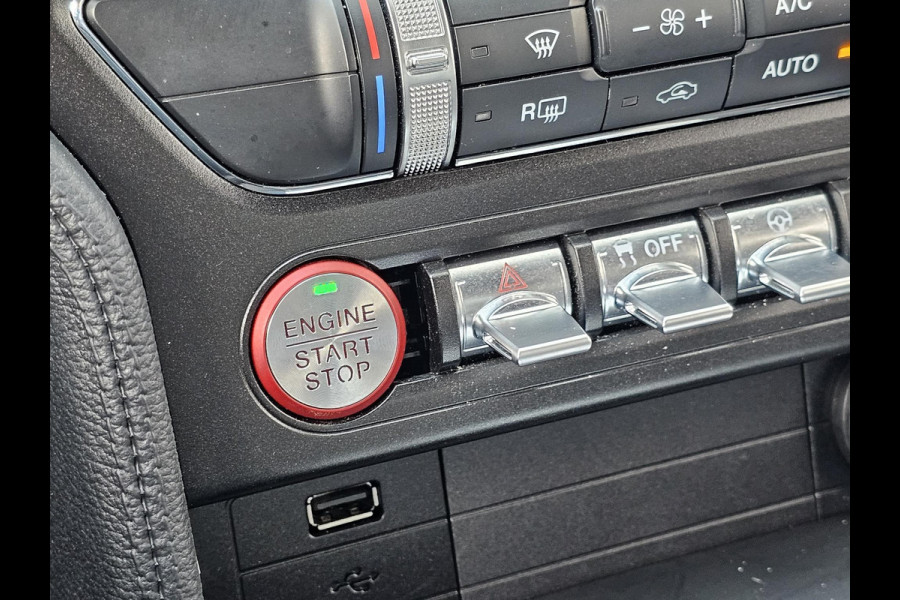 - +
A/C
R
AUTO
OFF
ENGINE
START
STOP